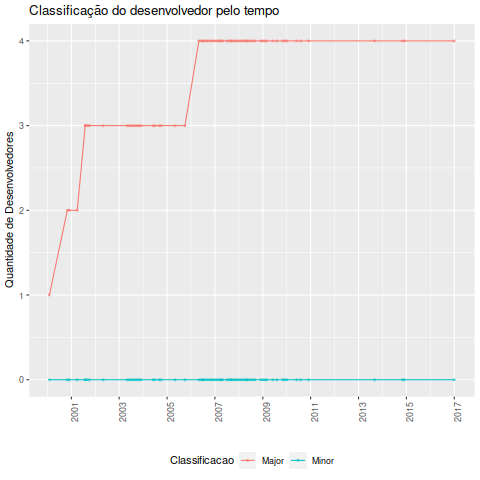 Classificação do desenvolvedor pelo tempo
Quantidade de Desenvolvedores
4
3
2
1
0
2001
2003
2005
2007
2009
2011
2013
2015
2017
Classificacao
Major
Minor